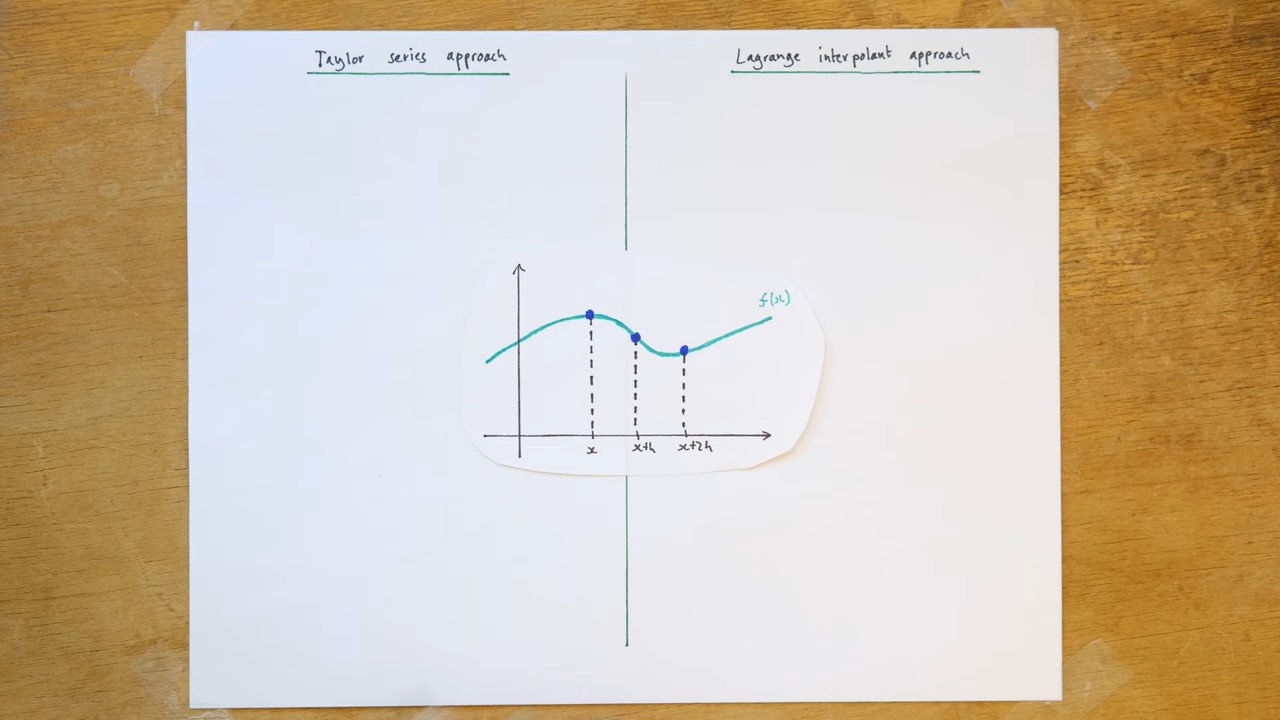 Taylor series approach
Lagrange interpolant approach
f(x)
x
x+h
x+2h